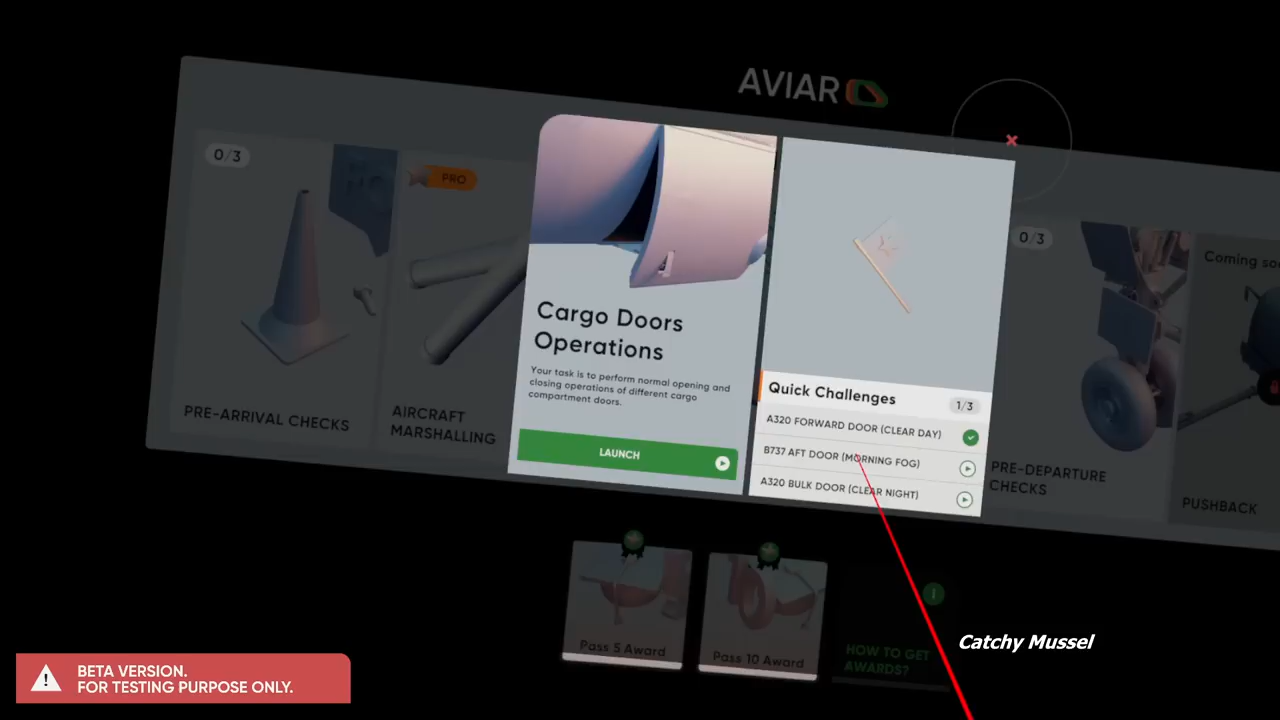 AVIAR
0/3
PRO
PRE-ARRIVAL CHECKS
AIRCRAFT
MARSHALLING
Cargo Doors
Operations
Your task is to perform normal opening and
closing operations of different cargo
compartment doors.
LAUNCH
Quick Challenges
1/3
A320 FORWARD DOOR (CLEAR DAY)
B737 AFT DOOR (MORNING FOG)
A320 BULK DOOR (CLEAR NIGHT)
0/3
PRE-DEPARTURE
CHECKS
Coming soo
PUSHBACK
Pass 5 Award
Pass 10 Award
HOW TO GET
AWARDS?
Catchy Mussel
BETA VERSION.
FOR TESTING PURPOSE ONLY.